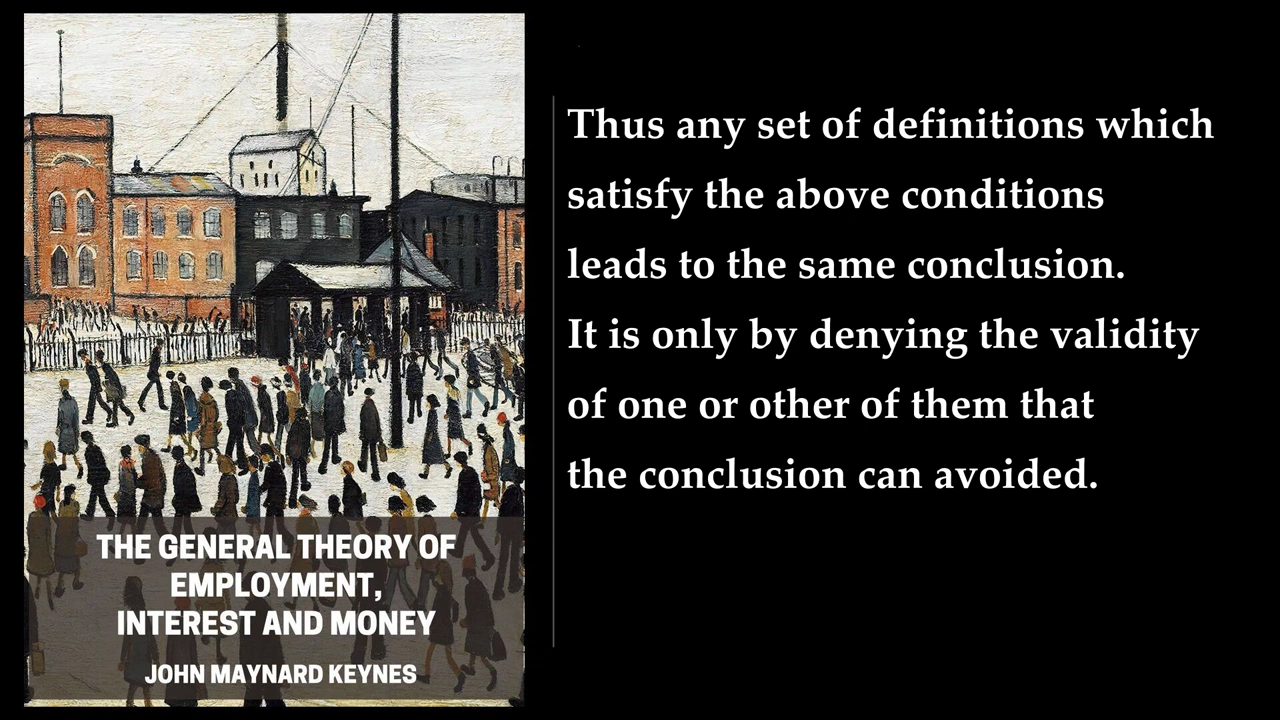 Thus any set of definitions which
satisfy the above conditions
leads to the same conclusion.
It is only by denying the validity
of one or other of them that
the conclusion can avoided.
THE GENERAL THEORY OF
EMPLOYMENT,
INTEREST AND MONEY
JOHN MAYNARD KEYNES